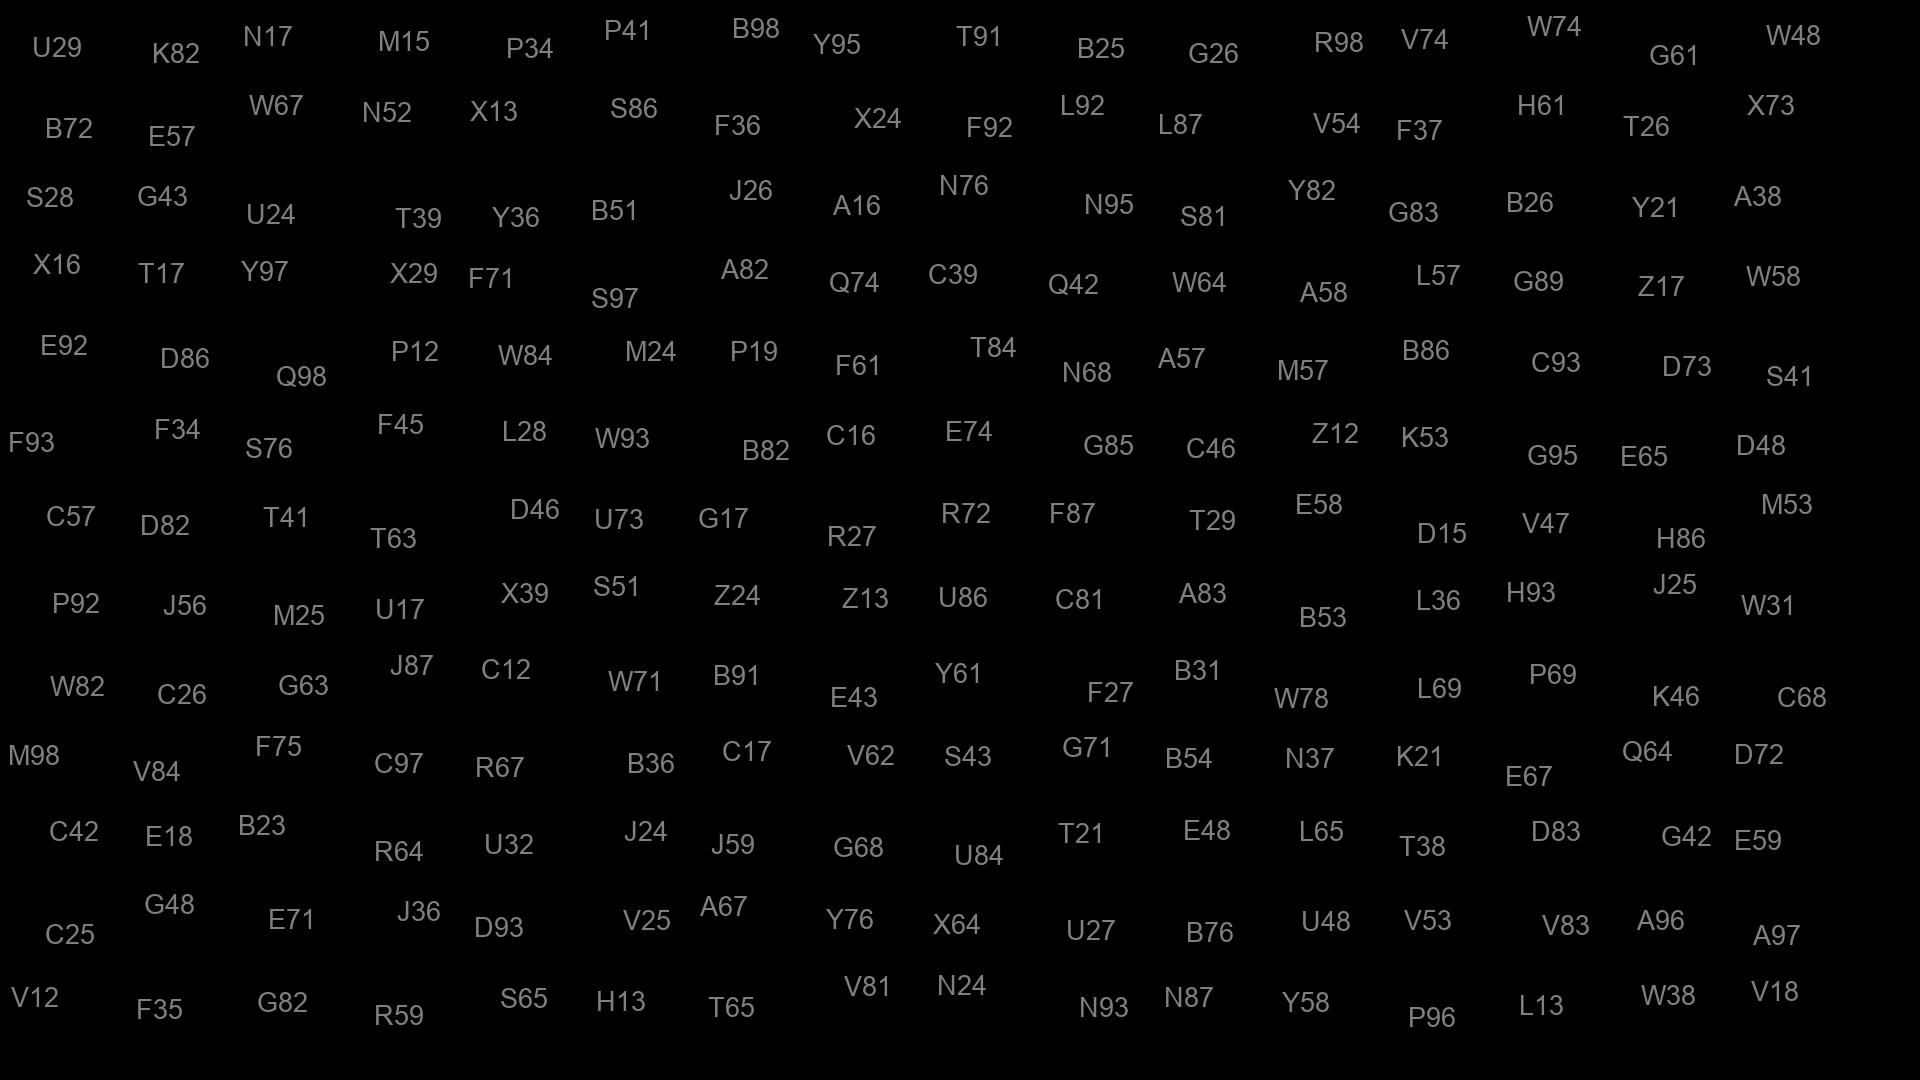 U29 K82 N17 M15 P34 P41 B98 Y95 T91 B25 G26 R98 V74 W74 G61 W48
B72 E57 W67 N52 X13 S86 F36 X24 F92 L92 L87 V54 F37 H61 T26 X73
S28 G43 U24 T39 Y36 B51 J26 A16 N76 N95 S81 Y82 G83 B26 Y21 A38
X16 T17 Y97 X29 F71 S97 A82 Q74 C39 Q42 W64 A58 L57 G89 Z17 W58
E92 D86 Q98 P12 W84 M24 P19 F61 T84 N68 A57 M57 B86 C93 D73 S41
F93 F34 S76 F45 L28 W93 B82 C16 E74 G85 C46 Z12 K53 G95 E65 D48
C57 D82 T41 T63 D46 U73 G17 R27 R72 F87 T29 E58 D15 V47 H86 M53
P92 J56 M25 U17 X39 S51 Z24 Z13 U86 C81 A83 B53 L36 H93 J25 W31
W82 C26 G63 J87 C12 W71 B91 E43 Y61 F27 B31 W78 L69 P69 K46 C68
M98 V84 F75 C97 R67 B36 C17 V62 S43 G71 B54 N37 K21 E67 Q64 D72
C42 E18 B23 R64 U32 J24 J59 G68 U84 T21 E48 L65 T38 D83 G42 E59
C25 G48 E71 J36 D93 V25 A67 Y76 X64 U27 B76 U48 V53 V83 A96 A97
V12 F35 G82 R59 S65 H13 T65 V81 N24 N93 N87 Y58 P96 L13 W38 V18